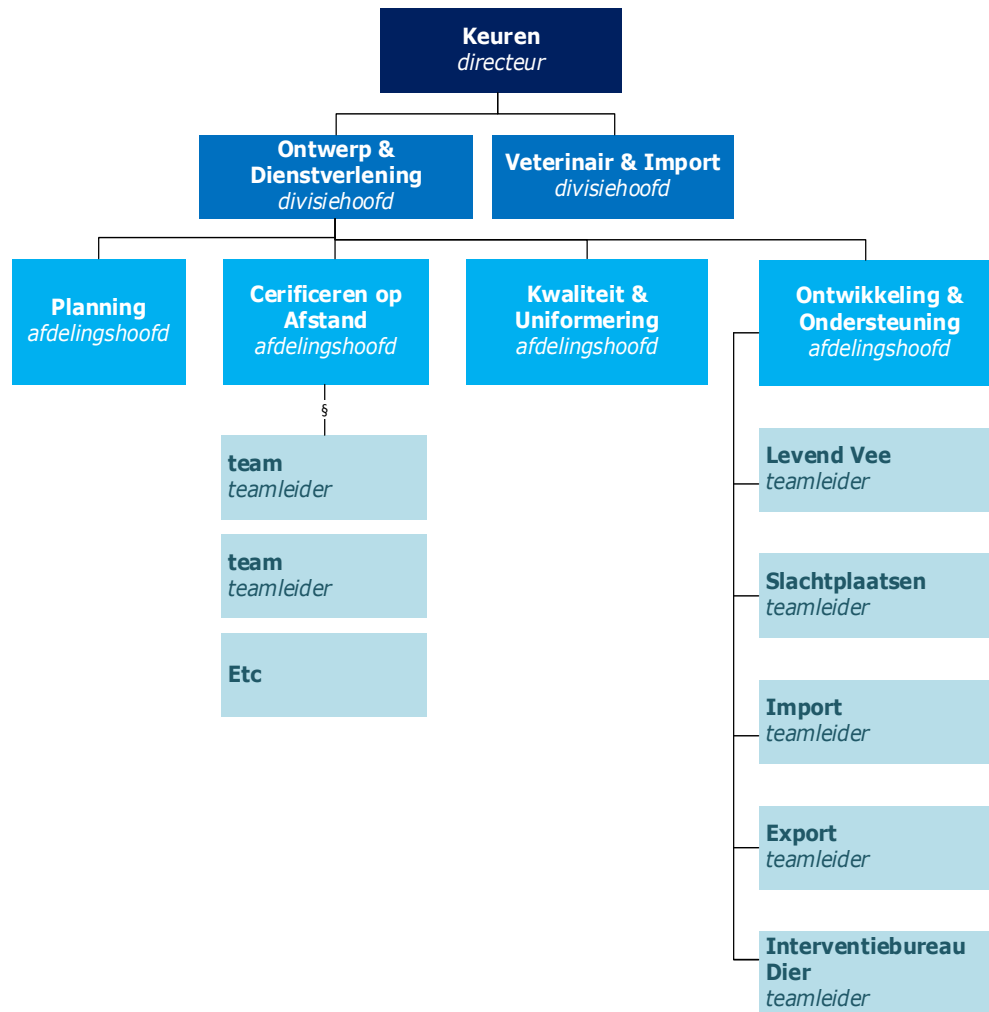 Keuren
directeur
Ontwerp &
Dienstverlening
divisiehoofd
Veterinair & Import
divisiehoofd
Planning
afdelingshoofd
Cerificeren op
Afstand
afdelingshoofd
Kwaliteit &
Uniformering
afdelingshoofd
Ontwikkeling &
Ondersteuning
afdelingshoofd
§
team
teamleider
team
teamleider
Etc
Levend Vee
teamleider
Slachtplaatsen
teamleider
Import
teamleider
Export
teamleider
Interventiebureau
Dier
teamleider